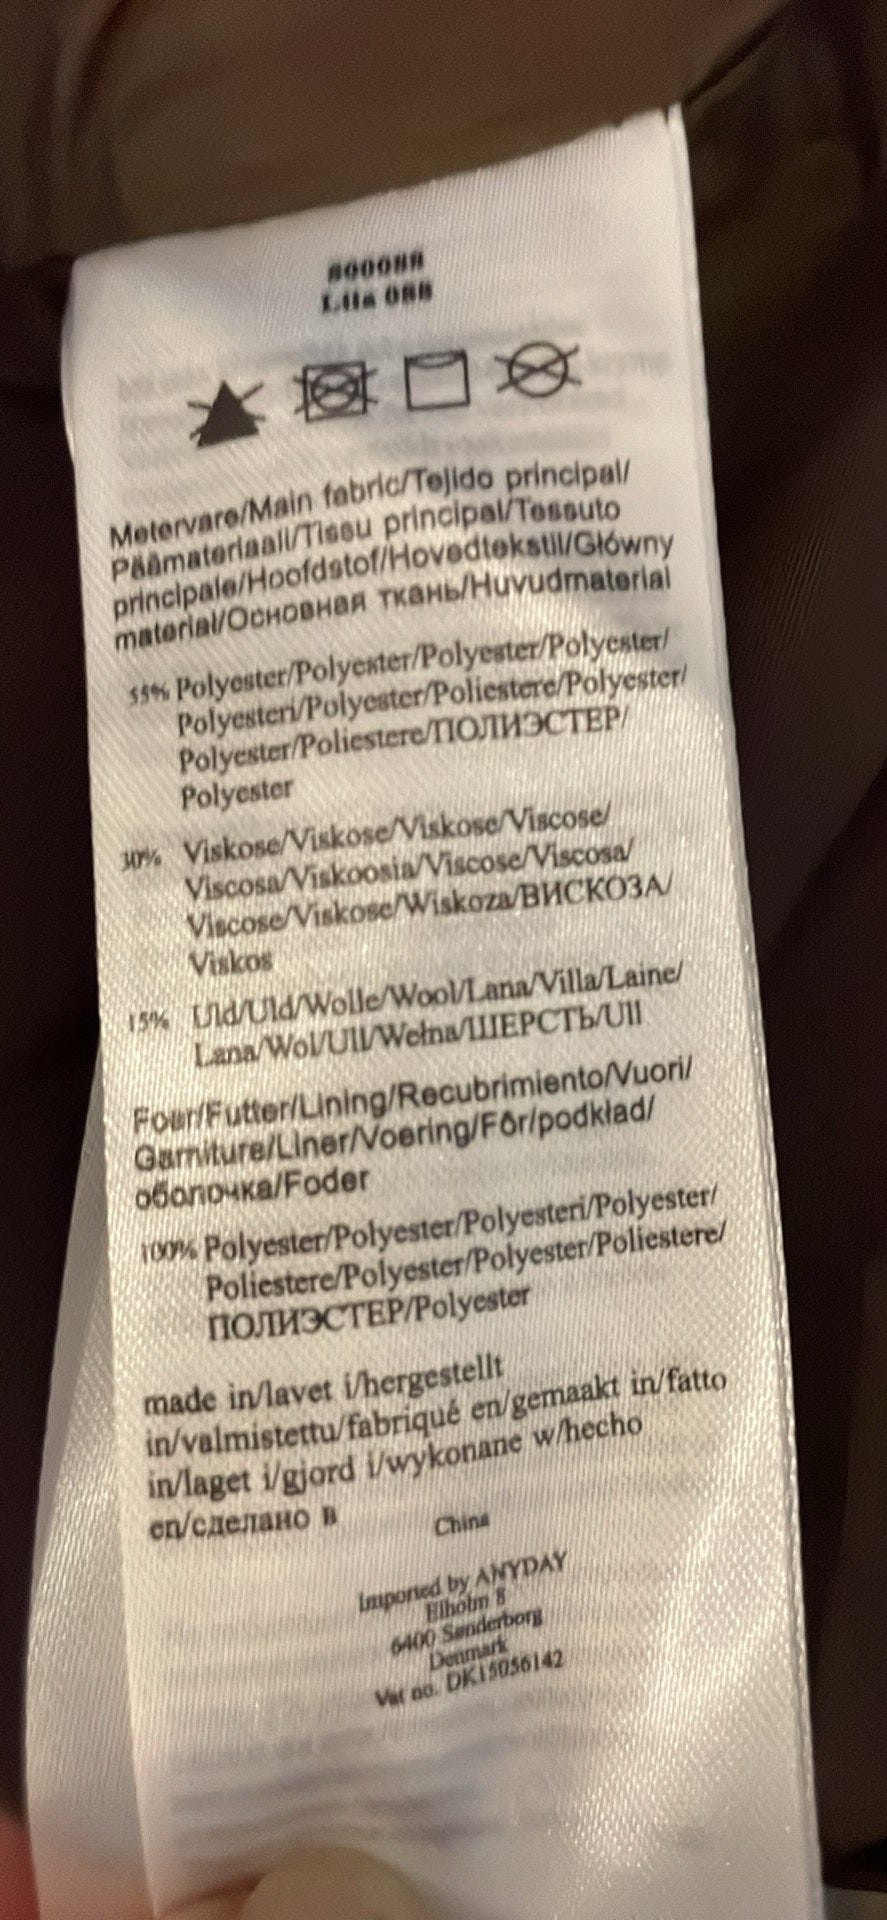 800088
Lila 088
Metervare/Main fabric/Tejido principal/
Päämateriaali/Tissu principal/Tessuto
principale/Hoofdstof/Hovedtekstil/Główny
material/Основная ткань/Huvudmaterial
55% Polyester/Polyester/Polyester/Polyester/
Polyesteri/Polyester/Poliestere/Polyester/
Polyester/Poliestere/ПОЛИЭСТЕР/
Polyester
30% Viskose/Viskose/Viskose/Viscose/
Viscosa/Viskoosia/Viscose/Viscosa/
Viscose/Viskose/Wiskoza/ВИСКОЗА/
Viskos
15% Uld/Uld/Wolle/Wool/Lana/Villa/Laine/
Lana/Wol/Ull/Wełna/ШЕРСТЬ/Ull
Foer/Futter/Lining/Recubrimiento/Vuori/
Garniture/Liner/Voering/Fôr/podkład/
оболочка/Foder
100% Polyester/Polyester/Polyesteri/Polyester/
Poliestere/Polyester/Polyester/Poliestere/
ПОЛИЭСТЕР/Polyester
made in/lavet i/hergestellt
in/valmistettu/fabriqué en/gemaakt in/fatto
in/laget i/gjord i/wykonane w/hecho
en/сделано в
China
Imported by ANYDAY
Elholm 8
6400 Sønderborg
Denmark
Vat no. DK15056142